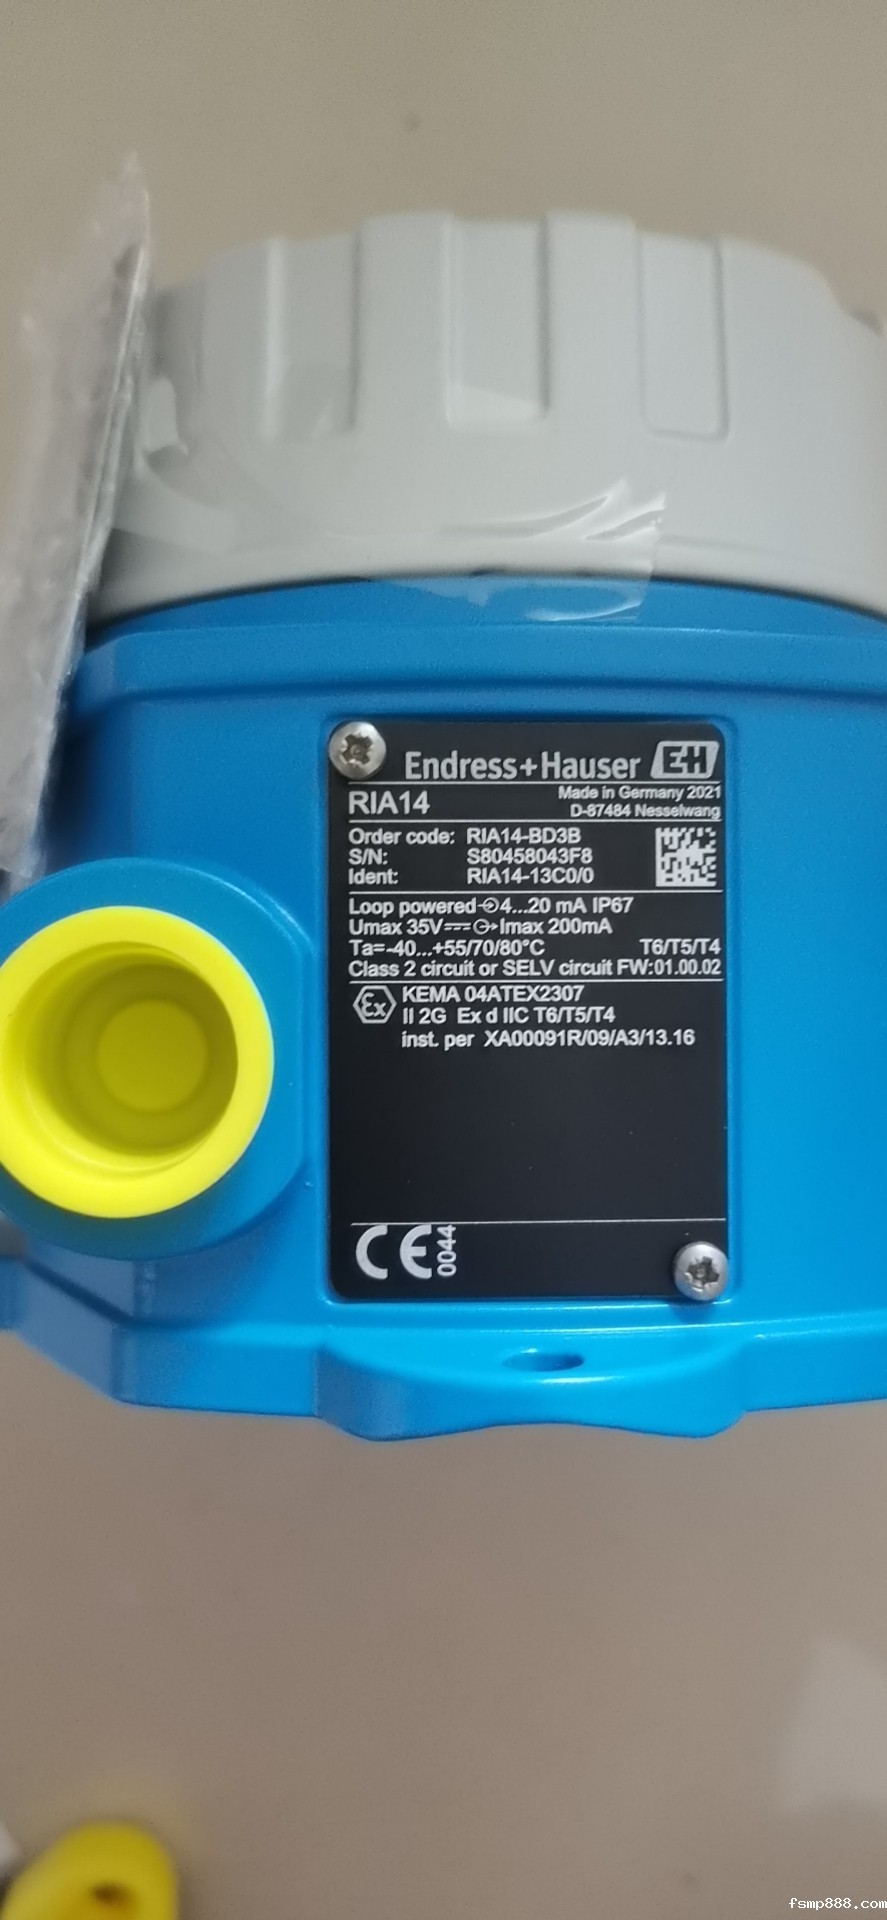 Endress+Hauser EH
RIA14
Made in Germany 2021
D-87484 Nesselwang
Order code: RIA14-BD3B
S/N: S80458043F8
Ident: RIA14-13C0/0
Loop powered 4...20 mA IP67
Umax 35V Imax 200mA
Ta=-40...+55/70/80°C T6/T5/T4
Class 2 circuit or SELV circuit FW:01.00.02
Ex KEMA 04ATEX2307
II 2G Ex d IIC T6/T5/T4
inst. per XA00091R/09/A3/13.16
CE 0044
fsmp888.com